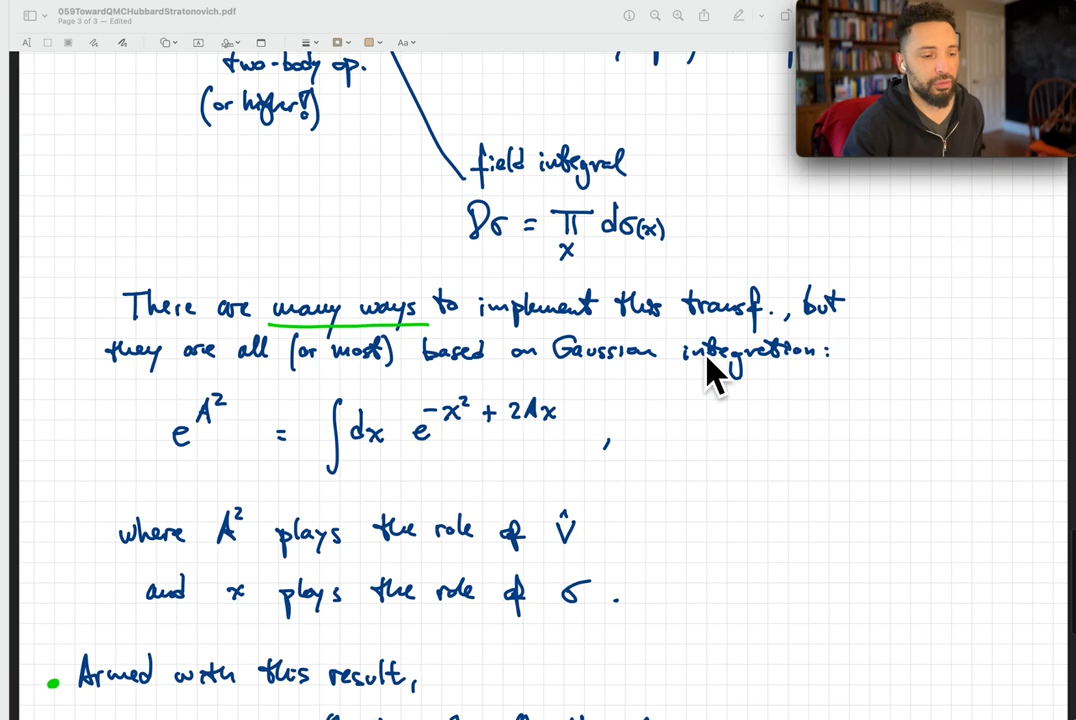 059TowardQMCHubbardStratonovich.pdf
Page 3 of 3 – Edited
two-body op.
(or higher!)
field integral
Dσ = ∏ dσ(x)
x
There are many ways to implement this transf., but
they are all (or most) based on Gaussian integration:
e^{A^2} = ∫dx e^{-x^2 + 2Ax} ,
where A^2 plays the role of V̂
and x plays the role of σ .
• Armed with this result,